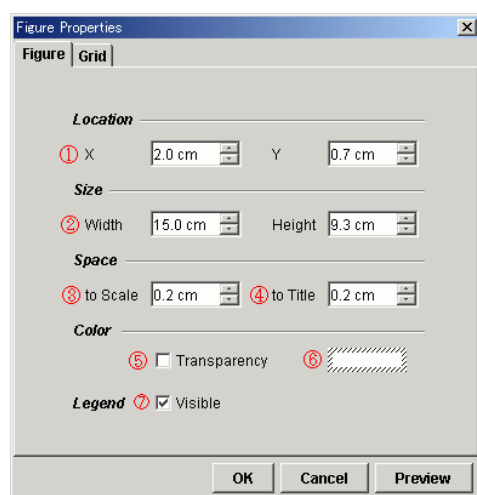 Figure Properties
Figure Grid
Location
① X 2.0 cm Y 0.7 cm
Size
② Width 15.0 cm Height 9.3 cm
Space
③ to Scale 0.2 cm ④ to Title 0.2 cm
Color
⑤ Transparency ⑥
Legend ⑦ Visible
OK Cancel Preview